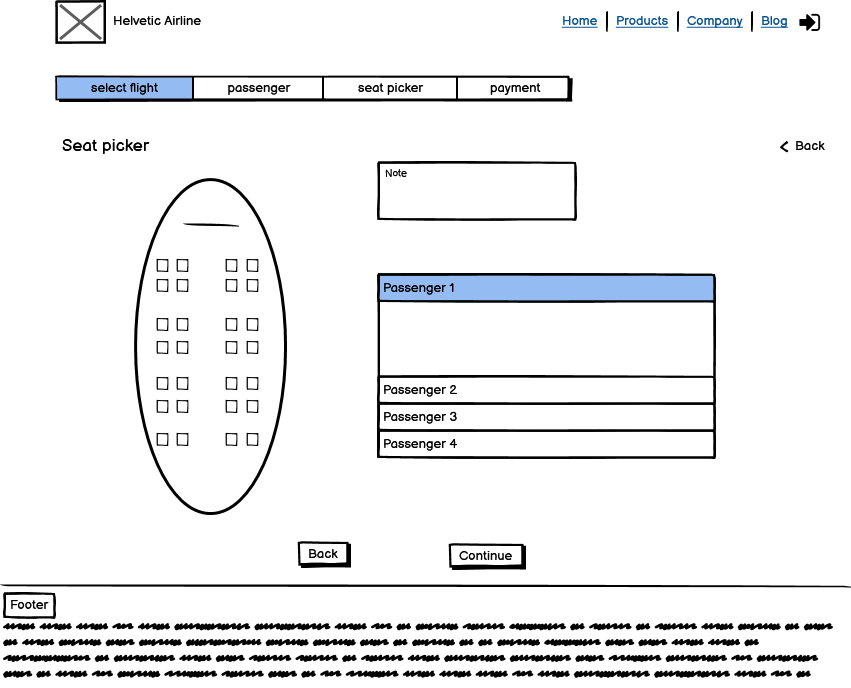 Helvetic Airline
Home Products Company Blog
select flight passenger seat picker payment
Seat picker
Back
Note
Passenger 1
Passenger 2
Passenger 3
Passenger 4
Back Continue
Footer